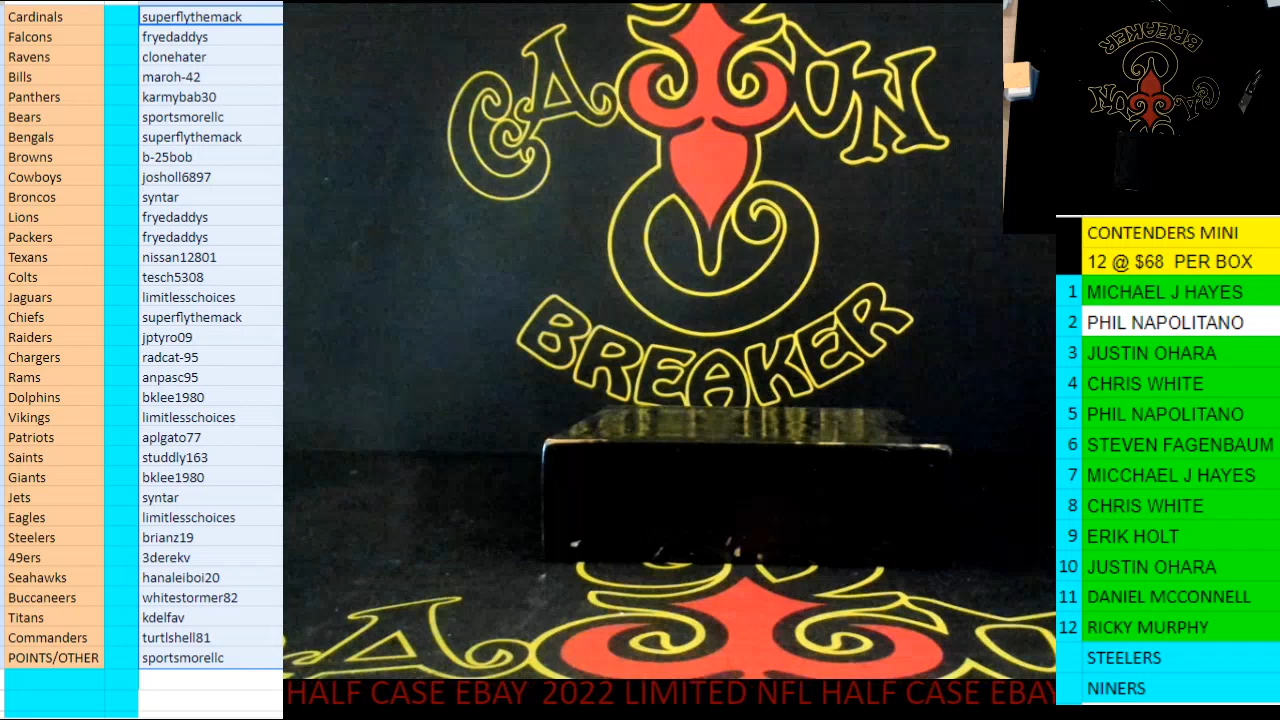 Cardinals superflythemack
Falcons fryedaddys
Ravens clonehater
Bills maroh-42
Panthers karmybab30
Bears sportsmorellc
Bengals superflythemack
Browns b-25bob
Cowboys josholl6897
Broncos syntar
Lions fryedaddys
Packers fryedaddys
Texans nissan12801
Colts tesch5308
Jaguars limitlesschoices
Chiefs superflythemack
Raiders jptyro09
Chargers radcat-95
Rams anpasc95
Dolphins bklee1980
Vikings limitlesschoices
Patriots aplgato77
Saints studdly163
Giants bklee1980
Jets syntar
Eagles limitlesschoices
Steelers brianz19
49ers 3derekv
Seahawks hanaleiboi20
Buccaneers whitestormer82
Titans kdelfav
Commanders turtlshell81
POINTS/OTHER sportsmorellc
BREAKER
HALF CASE EBAY 2022 LIMITED NFL HALF CASE EBAY
BREAKER
CONTENDERS MINI
12 @ $68 PER BOX
1 MICHAEL J HAYES
2 PHIL NAPOLITANO
3 JUSTIN OHARA
4 CHRIS WHITE
5 PHIL NAPOLITANO
6 STEVEN FAGENBAUM
7 MICCHAEL J HAYES
8 CHRIS WHITE
9 ERIK HOLT
10 JUSTIN OHARA
11 DANIEL MCCONNELL
12 RICKY MURPHY
STEELERS
NINERS